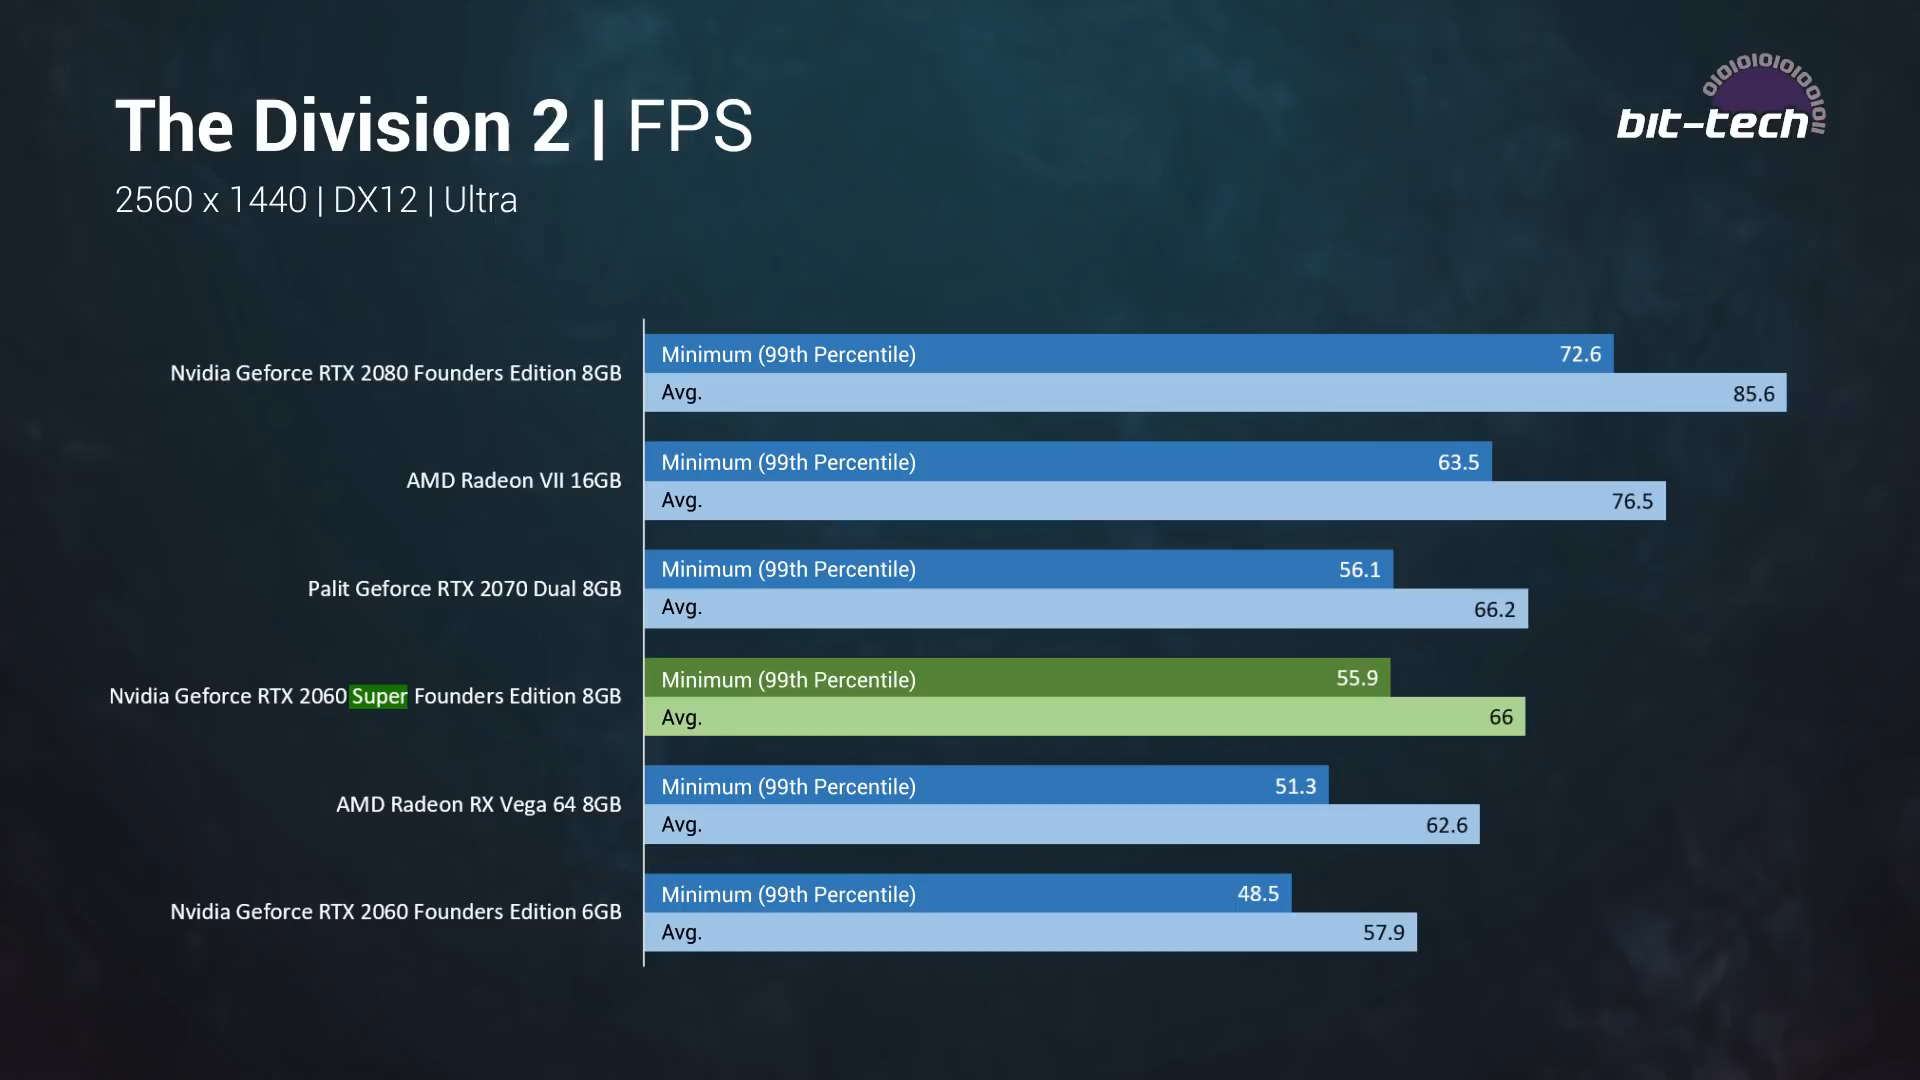 The Division 2 | FPS
2560 x 1440 | DX12 | Ultra
0101010101011
bit-tech
Nvidia Geforce RTX 2080 Founders Edition 8GB
Minimum (99th Percentile) 72.6
Avg. 85.6
AMD Radeon VII 16GB
Minimum (99th Percentile) 63.5
Avg. 76.5
Palit Geforce RTX 2070 Dual 8GB
Minimum (99th Percentile) 56.1
Avg. 66.2
Nvidia Geforce RTX 2060 Super Founders Edition 8GB
Minimum (99th Percentile) 55.9
Avg. 66
AMD Radeon RX Vega 64 8GB
Minimum (99th Percentile) 51.3
Avg. 62.6
Nvidia Geforce RTX 2060 Founders Edition 6GB
Minimum (99th Percentile) 48.5
Avg. 57.9